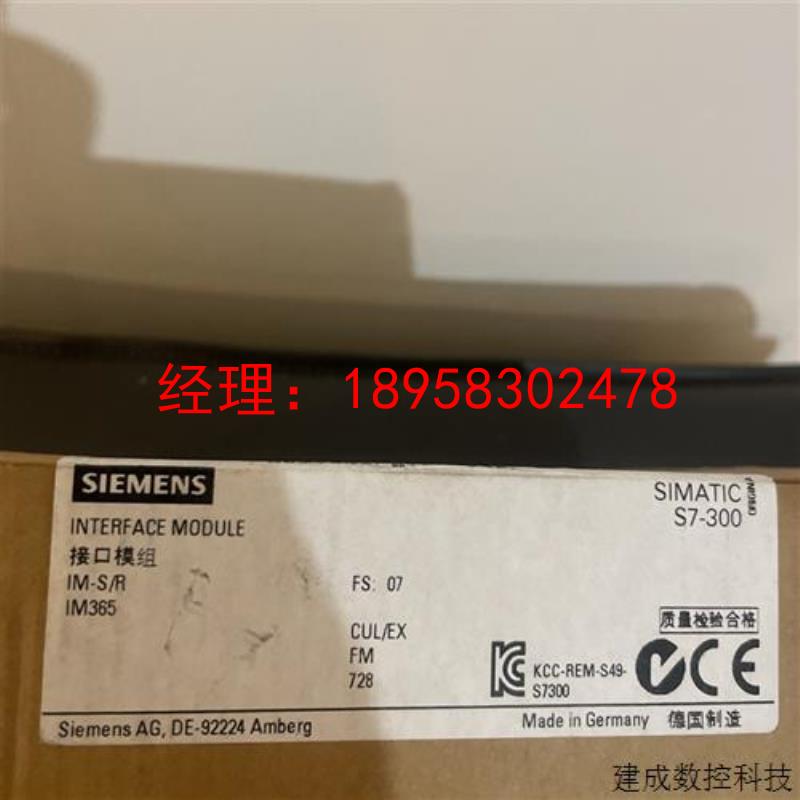 经理：18958302478
SIEMENS
SIMATIC
S7-300
INTERFACE MODULE
接口模组
IM-S/R
FS: 07
IM365
质量检验合格
CUL/EX
FM
728
KCC-REM-S49-
S7300
CE
Siemens AG, DE-92224 Amberg
Made in Germany 德国制造
建成数控科技